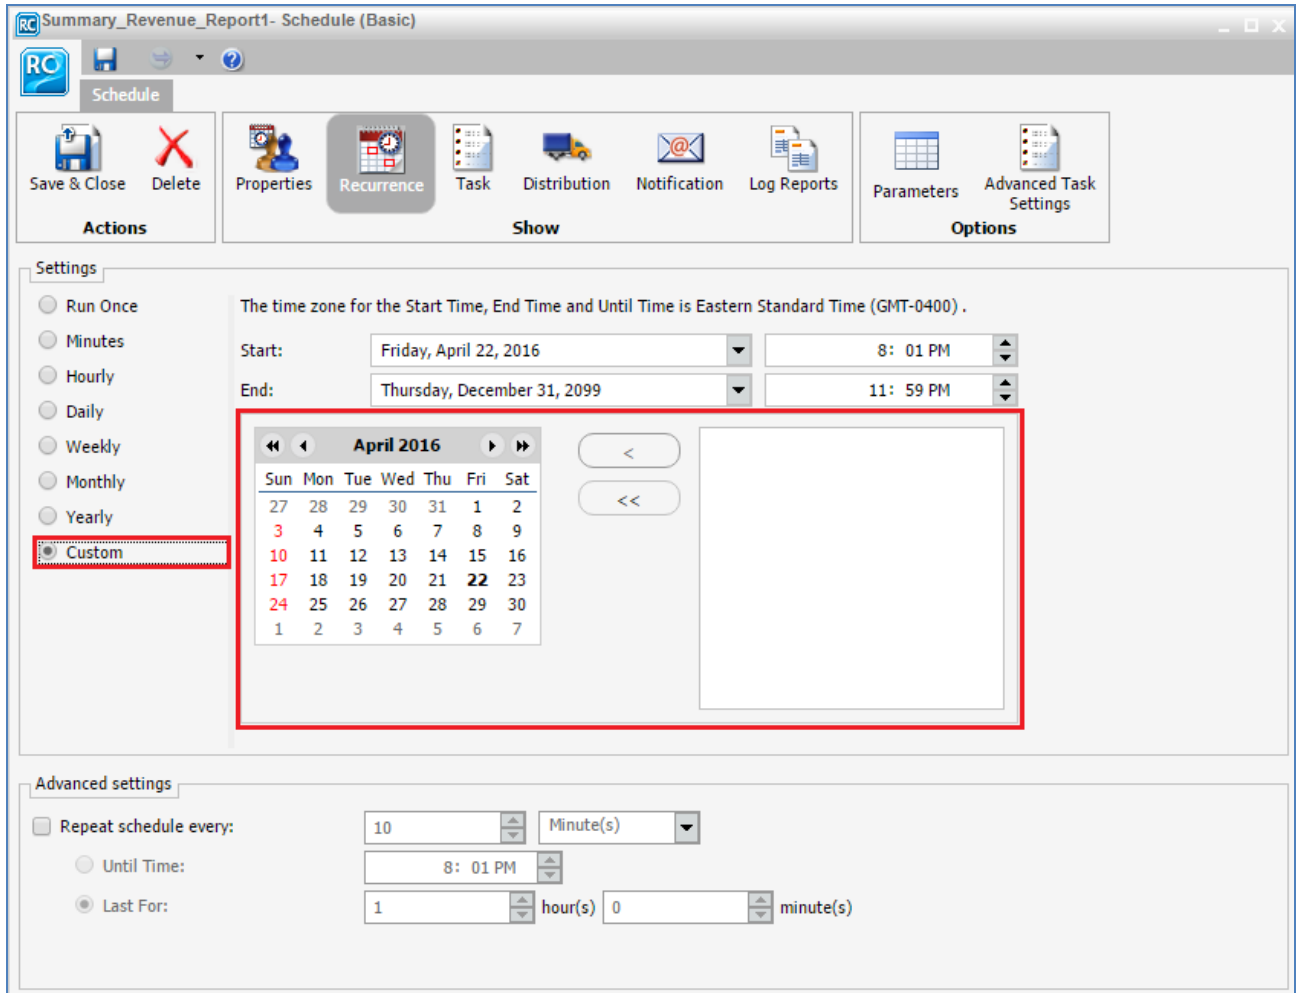 RC Summary_Revenue_Report1- Schedule (Basic)
RC
Schedule
Save & Close Delete
Actions
Properties Recurrence Task Distribution Notification Log Reports
Show
Parameters Advanced Task Settings
Options
Settings
Run Once
Minutes
Hourly
Daily
Weekly
Monthly
Yearly
Custom
The time zone for the Start Time, End Time and Until Time is Eastern Standard Time (GMT-0400) .
Start: Friday, April 22, 2016 8: 01 PM
End: Thursday, December 31, 2099 11: 59 PM
April 2016
Sun Mon Tue Wed Thu Fri Sat
27 28 29 30 31 1 2
3 4 5 6 7 8 9
10 11 12 13 14 15 16
17 18 19 20 21 22 23
24 25 26 27 28 29 30
1 2 3 4 5 6 7
<
<<
Advanced settings
Repeat schedule every: 10 Minute(s)
Until Time: 8: 01 PM
Last For: 1 hour(s) 0 minute(s)